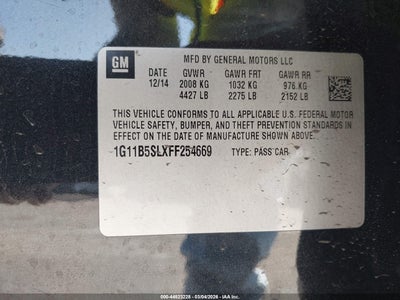 GM
MFD BY GENERAL MOTORS LLC
DATE GVWR GAWR FRT GAWR RR
12/14 2008 KG 1032 KG 976 KG
4427 LB 2275 LB 2152 LB
THIS VEHICLE CONFORMS TO ALL APPLICABLE U.S. FEDERAL MOTOR
VEHICLE SAFETY, BUMPER, AND THEFT PREVENTION STANDARDS
IN EFFECT ON THE DATE OF MANUFACTURE SHOWN ABOVE.
1G11B5SLXFF254669 TYPE: PASS CAR
000-44823228 - 03/04/2026 - IAA Inc.